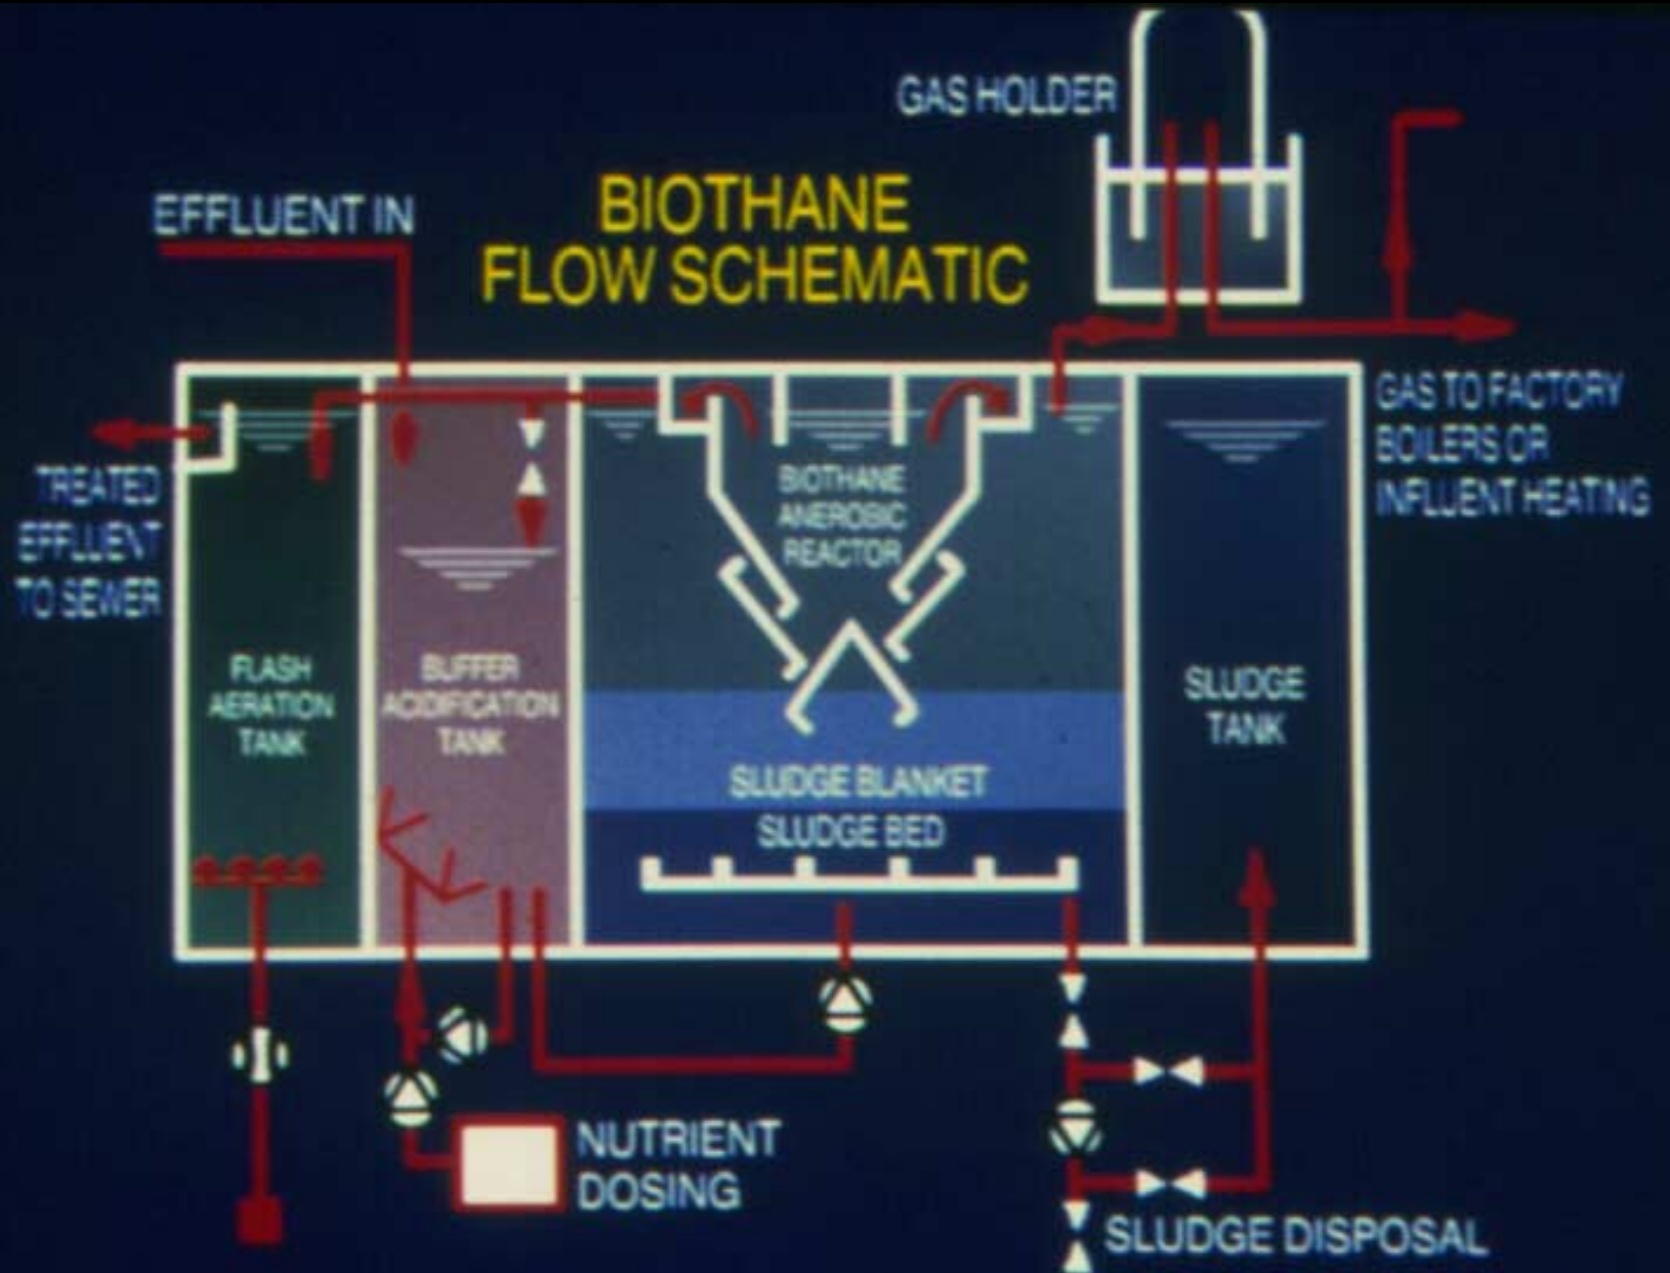 GAS HOLDER
EFFLUENT IN
BIOTHANE
FLOW SCHEMATIC
GAS TO FACTORY
BOILERS OR
INFLUENT HEATING
TREATED
EFFLUENT
TO SEWER
BIOTHANE
ANEROBIC
REACTOR
FLASH
AERATION
TANK
BUFFER
ACIDIFICATION
TANK
SLUDGE
TANK
SLUDGE BLANKET
SLUDGE BED
NUTRIENT
DOSING
SLUDGE DISPOSAL